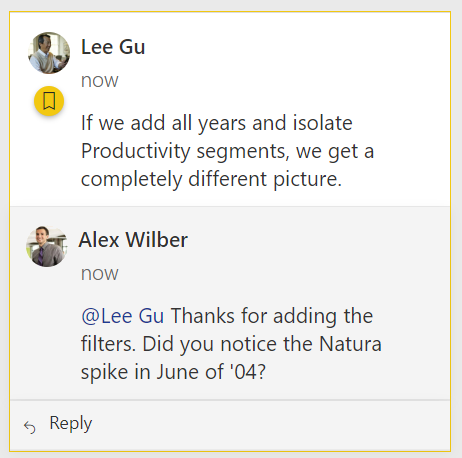 Lee Gu
now
If we add all years and isolate
Productivity segments, we get a
completely different picture.
Alex Wilber
now
@Lee Gu Thanks for adding the
filters. Did you notice the Natura
spike in June of '04?
Reply